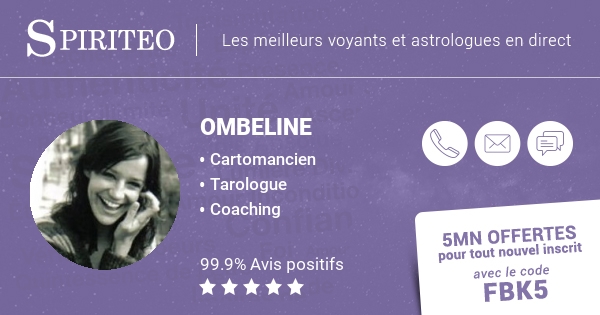 SPIRITEO
Les meilleurs voyants et astrologues en direct
OMBELINE
• Cartomancien
• Tarologue
• Coaching
99.9% Avis positifs
5MN OFFERTES
pour tout nouvel inscrit
avec le code
FBK5